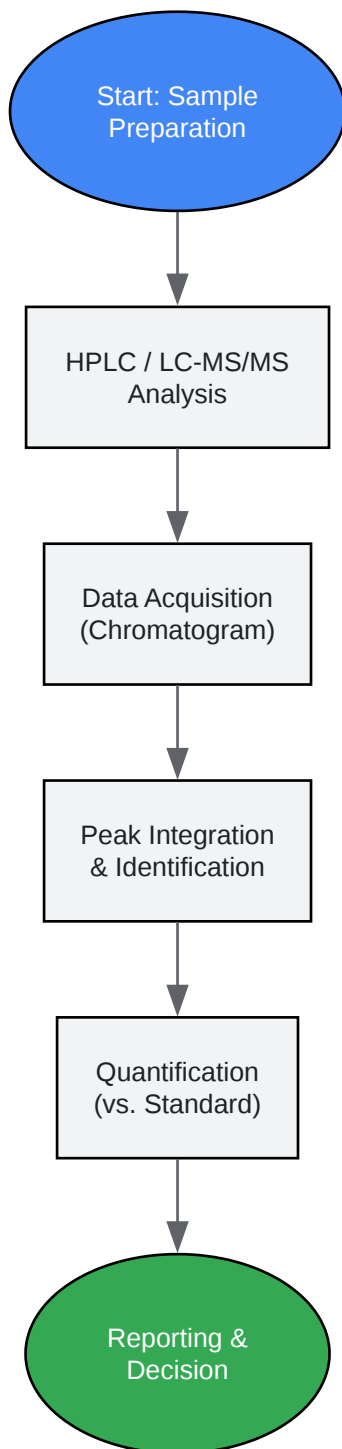 Start: Sample
Preparation
HPLC / LC-MS/MS
Analysis
Data Acquisition
(Chromatogram)
Peak Integration
& Identification
Quantification
(vs. Standard)
Reporting &
Decision